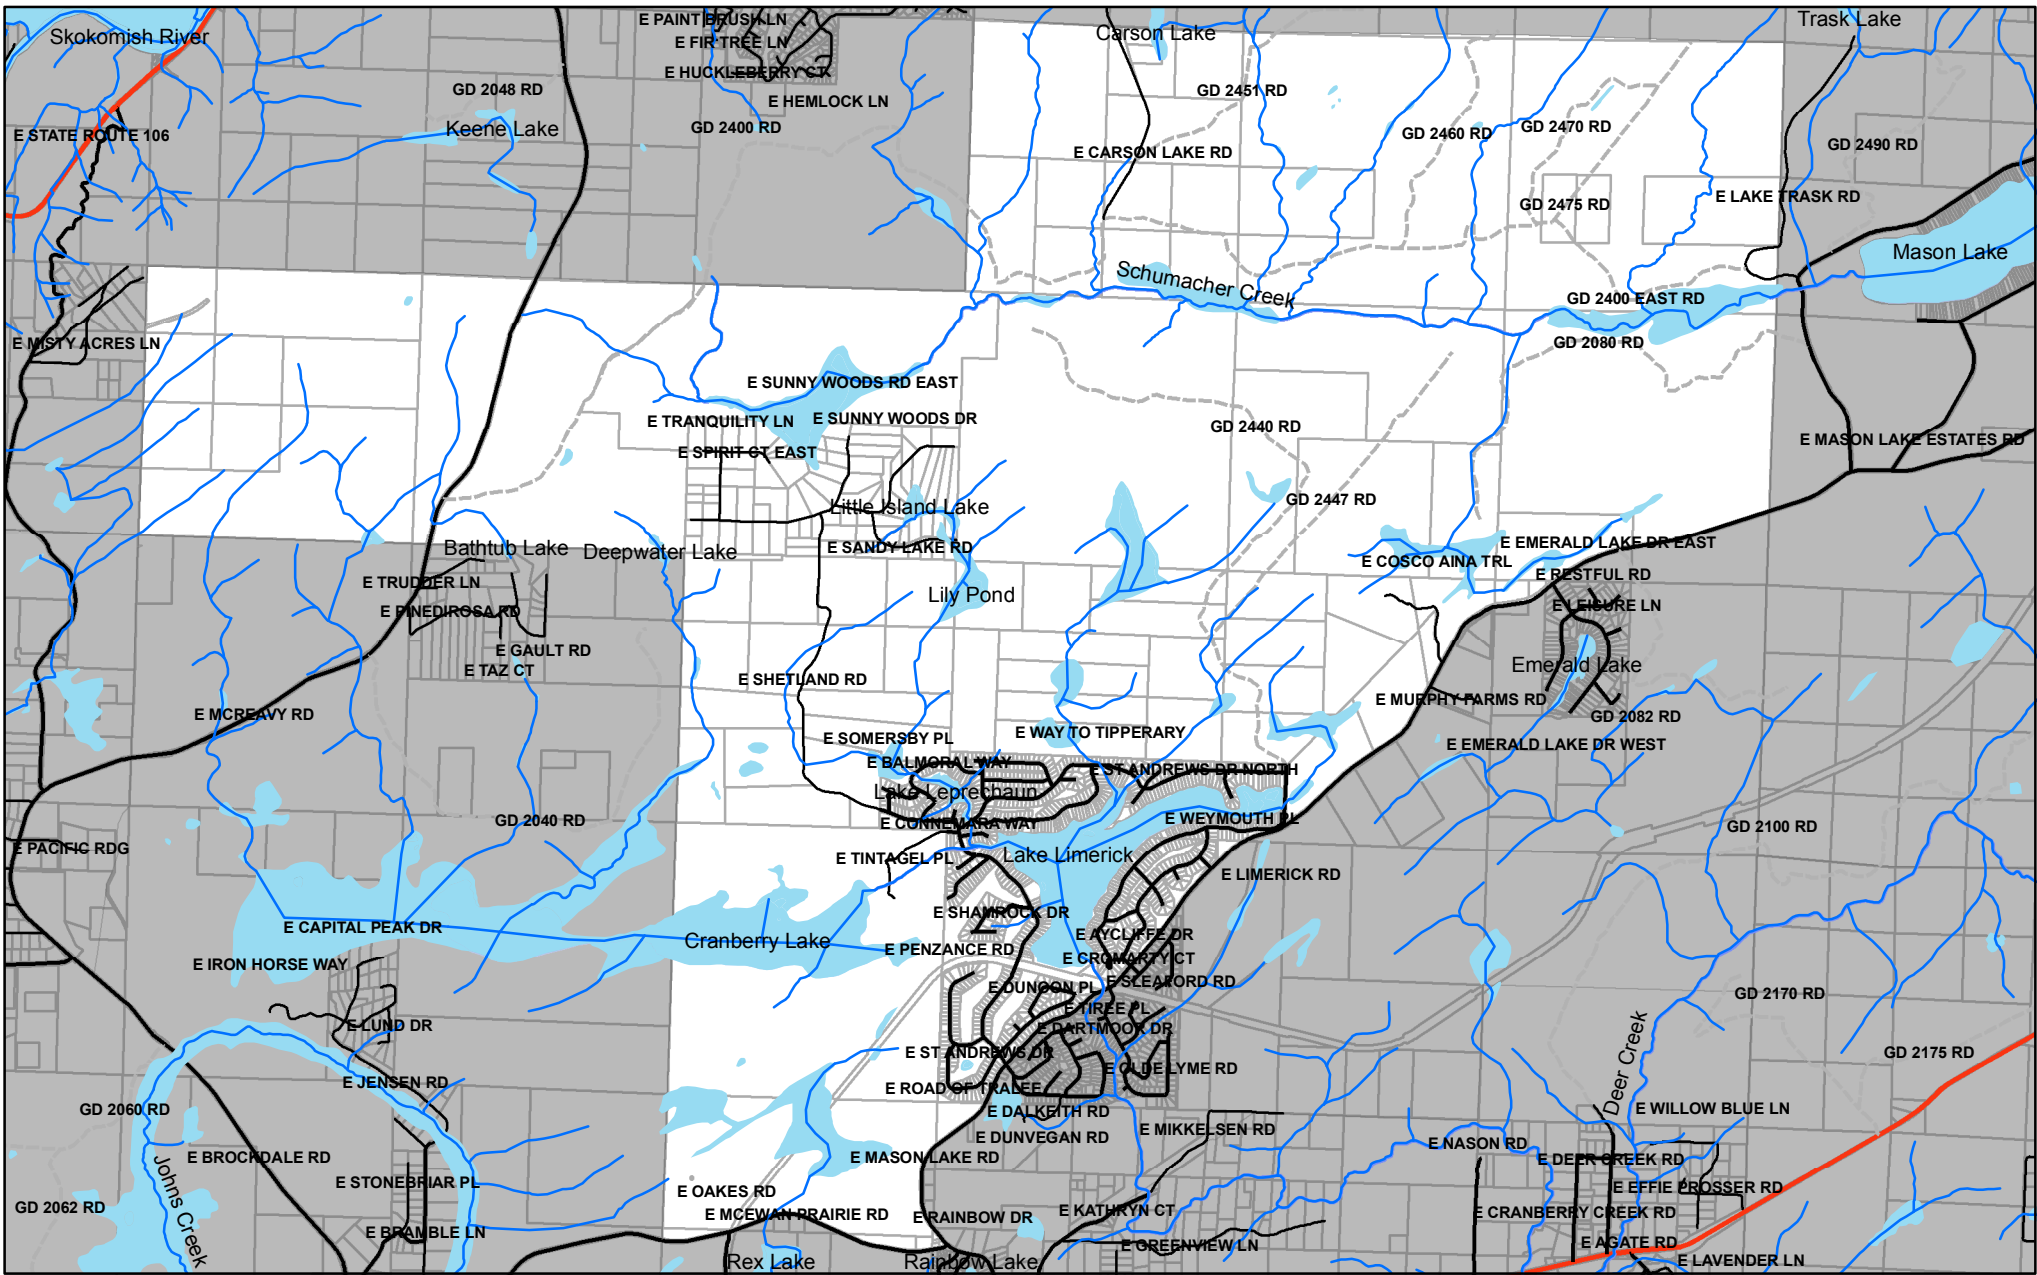 E PAINT BRUSH LN
Trask Lake
Skokomish River
Carson Lake
E FIR TREE LN
E HUCKLEBERRY CT
GD 2048 RD
GD 2451 RD
E HEMLOCK LN
Keene Lake
GD 2400 RD
GD 2470 RD
E STATE ROUTE 106
GD 2460 RD
GD 2490 RD
E CARSON LAKE RD
E LAKE TRASK RD
GD 2475 RD
Mason Lake
Schumacher Creek
GD 2400 EAST RD
E MISTY ACRES LN
GD 2080 RD
E SUNNY WOODS RD EAST
E TRANQUILITY LN
E SUNNY WOODS DR
GD 2440 RD
E MASON LAKE ESTATES RD
E SPIRIT CT EAST
GD 2447 RD
Little Island Lake
Bathtub Lake
Deepwater Lake
E SANDY LAKE RD
E EMERALD LAKE DR EAST
E COSCO AINA TRL
E RESTFUL RD
E TRUDDER LN
Lily Pond
E LEISURE LN
E PINEDIROSA RD
E GAULT RD
E TAZ CT
Emerald Lake
E SHETLAND RD
E MURPHY FARMS RD
E MCREAVY RD
GD 2082 RD
E SOMERSBY PL
E WAY TO TIPPERARY
E EMERALD LAKE DR WEST
E BALMORAL WAY
E ST ANDREWS DR NORTH
Lake Leprechaun
GD 2040 RD
E CONNEMARA WAY
E WEYMOUTH PL
GD 2100 RD
E PACIFIC RDG
E TINTAGEL PL
Lake Limerick
E LIMERICK RD
E SHAMROCK DR
E CAPITAL PEAK DR
Cranberry Lake
E PENZANCE RD
E AYCLIFFE DR
E CROMARTY CT
E IRON HORSE WAY
E DUNOON PL
E SLEAFORD RD
GD 2170 RD
E TIREE PL
E LUND DR
E DARTMOOR DR
E ST ANDREWS DR
GD 2175 RD
Deer Creek
E OLDE LYME RD
E JENSEN RD
E ROAD OF TRALEE
GD 2060 RD
E DALKEITH RD
E WILLOW BLUE LN
E DUNVEGAN RD
E MIKKELSEN RD
E NASON RD
E BROCKDALE RD
E MASON LAKE RD
E DEER CREEK RD
E STONEBRIAR PL
E OAKES RD
E EFFIE PROSSER RD
Johns Creek
GD 2062 RD
E MCEWAN PRAIRIE RD
E RAINBOW DR
E KATHRYN CT
E CRANBERRY CREEK RD
E BRAMBLE LN
E GREENVIEW LN
E AGATE RD
Rex Lake
Rainbow Lake
E LAVENDER LN